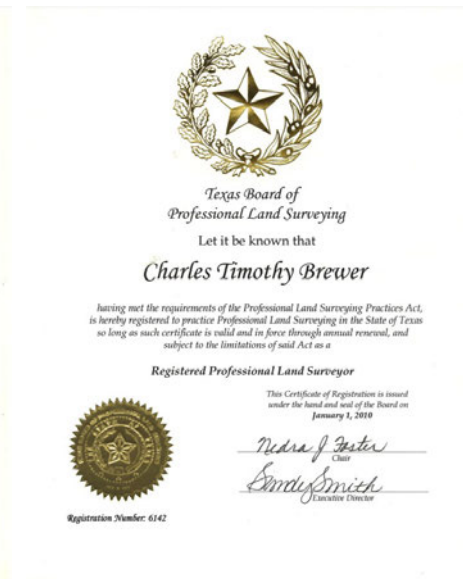 Texas Board of
Professional Land Surveying
Let it be known that
Charles Timothy Brewer
having met the requirements of the Professional Land Surveying Practices Act,
is hereby registered to practice Professional Land Surveying in the State of Texas
so long as such certificate is valid and in force through annual renewal, and
subject to the limitations of said Act as a
Registered Professional Land Surveyor
This Certificate of Registration is issued
under the hand and seal of the Board on
January 1, 2010
Nedra J Foster
Chair
Sandy Smith
Executive Director
Registration Number: 6142